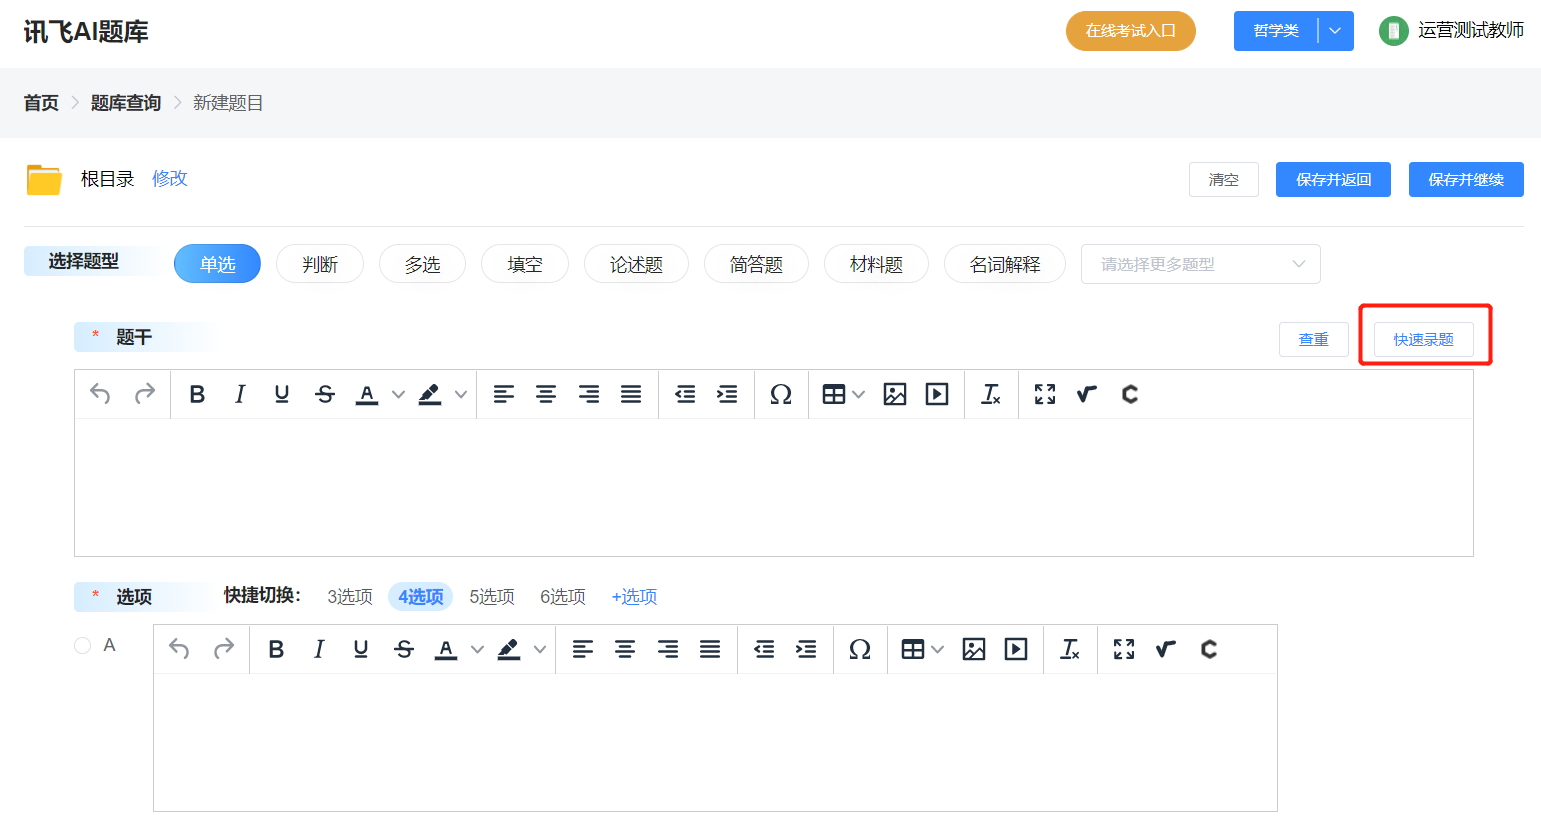 讯飞AI题库
在线考试入口
哲学类
运营测试教师
首页 > 题库查询 > 新建题目
根目录 修改
清空
保存并返回
保存并继续
选择题型
单选
判断
多选
填空
论述题
简答题
材料题
名词解释
请选择更多题型
* 题干
查重
快速录题
* 选项
快捷切换：
3选项
4选项
5选项
6选项
+选项
A